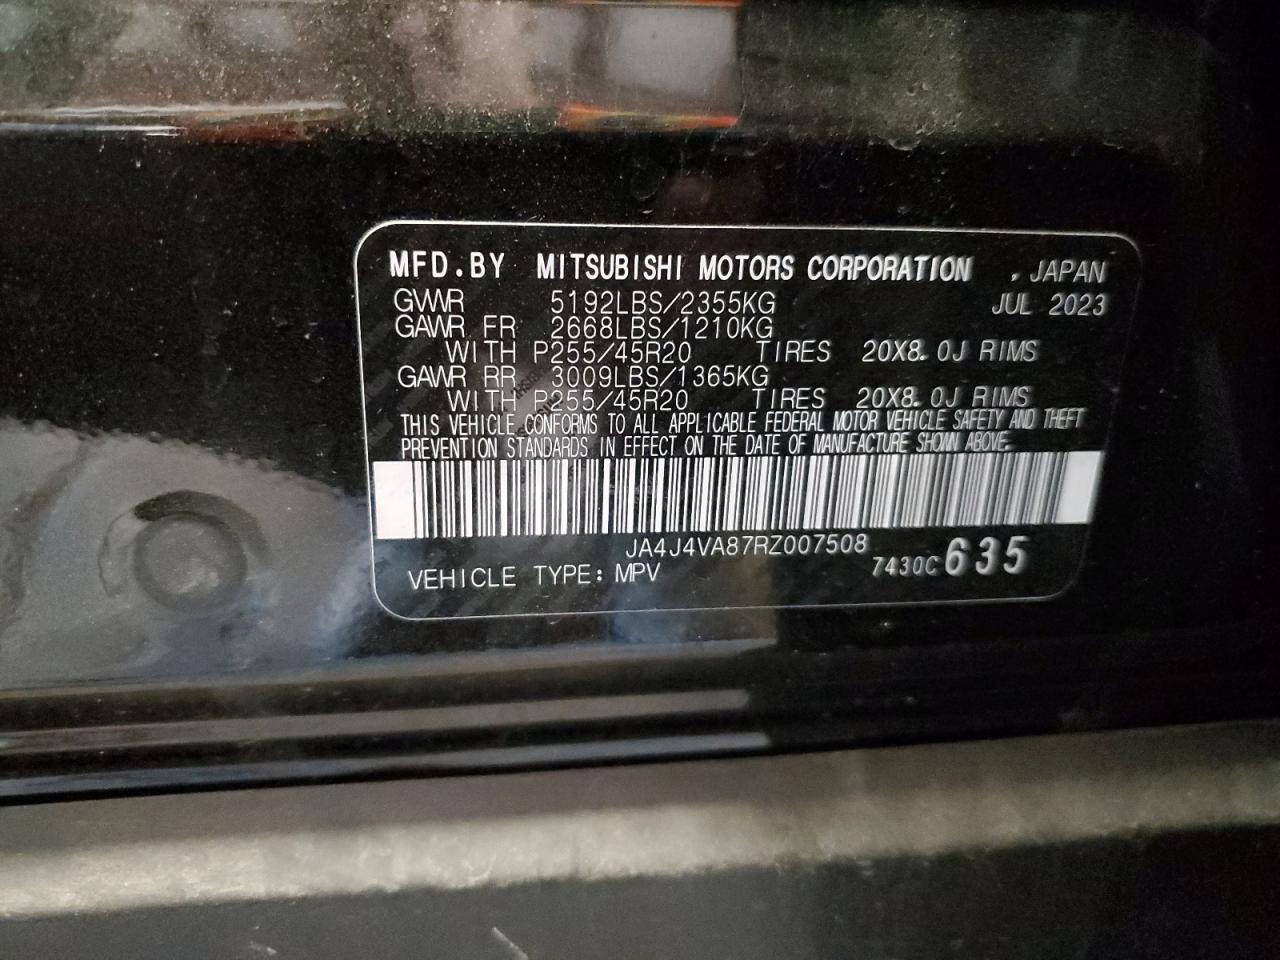 MFD.BY MITSUBISHI MOTORS CORPORATION , JAPAN
GVWR 5192LBS/2355KG JUL 2023
GAWR FR 2668LBS/1210KG
WITH P255/45R20 TIRES 20X8.0J RIMS
GAWR RR 3009LBS/1365KG
WITH P255/45R20 TIRES 20X8.0J RIMS
THIS VEHICLE CONFORMS TO ALL APPLICABLE FEDERAL MOTOR VEHICLE SAFETY AND THEFT
PREVENTION STANDARDS IN EFFECT ON THE DATE OF MANUFACTURE SHOWN ABOVE.
JA4J4VA87RZ007508
VEHICLE TYPE: MPV 7430C635